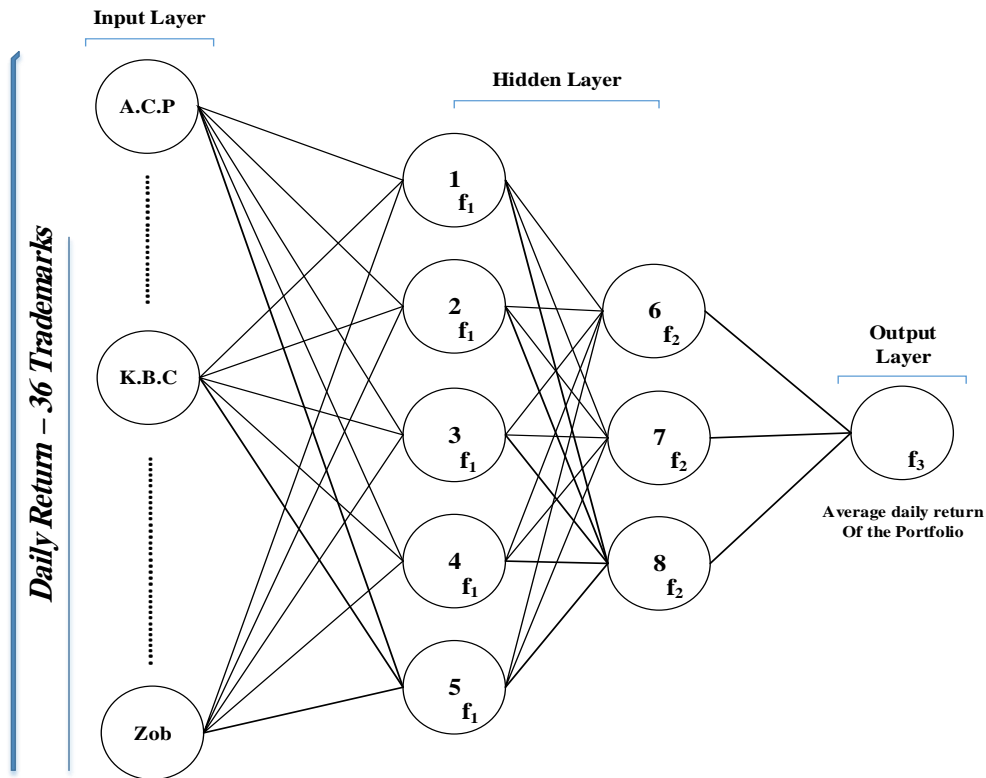 Input Layer
Hidden Layer
Daily Return – 36 Trademarks
A.C.P
K.B.C
Zob
1
f₁
2
f₁
3
f₁
4
f₁
5
f₁
6
f₂
7
f₂
8
f₂
Output
Layer
f₃
Average daily return
Of the Portfolio